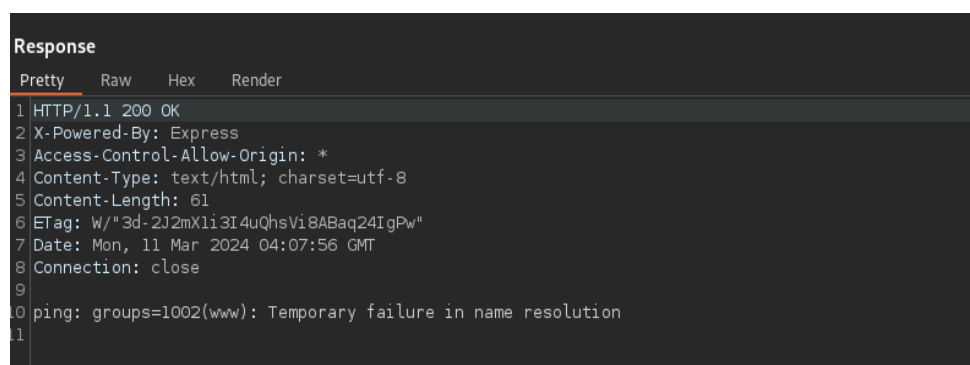 Response
Pretty Raw Hex Render
1 HTTP/1.1 200 OK
2 X-Powered-By: Express
3 Access-Control-Allow-Origin: *
4 Content-Type: text/html; charset=utf-8
5 Content-Length: 61
6 ETag: W/"3d-2J2mXli3I4uQhsVi8ABaq24IgPw"
7 Date: Mon, 11 Mar 2024 04:07:56 GMT
8 Connection: close
9
10 ping: groups=1002(www): Temporary failure in name resolution
11